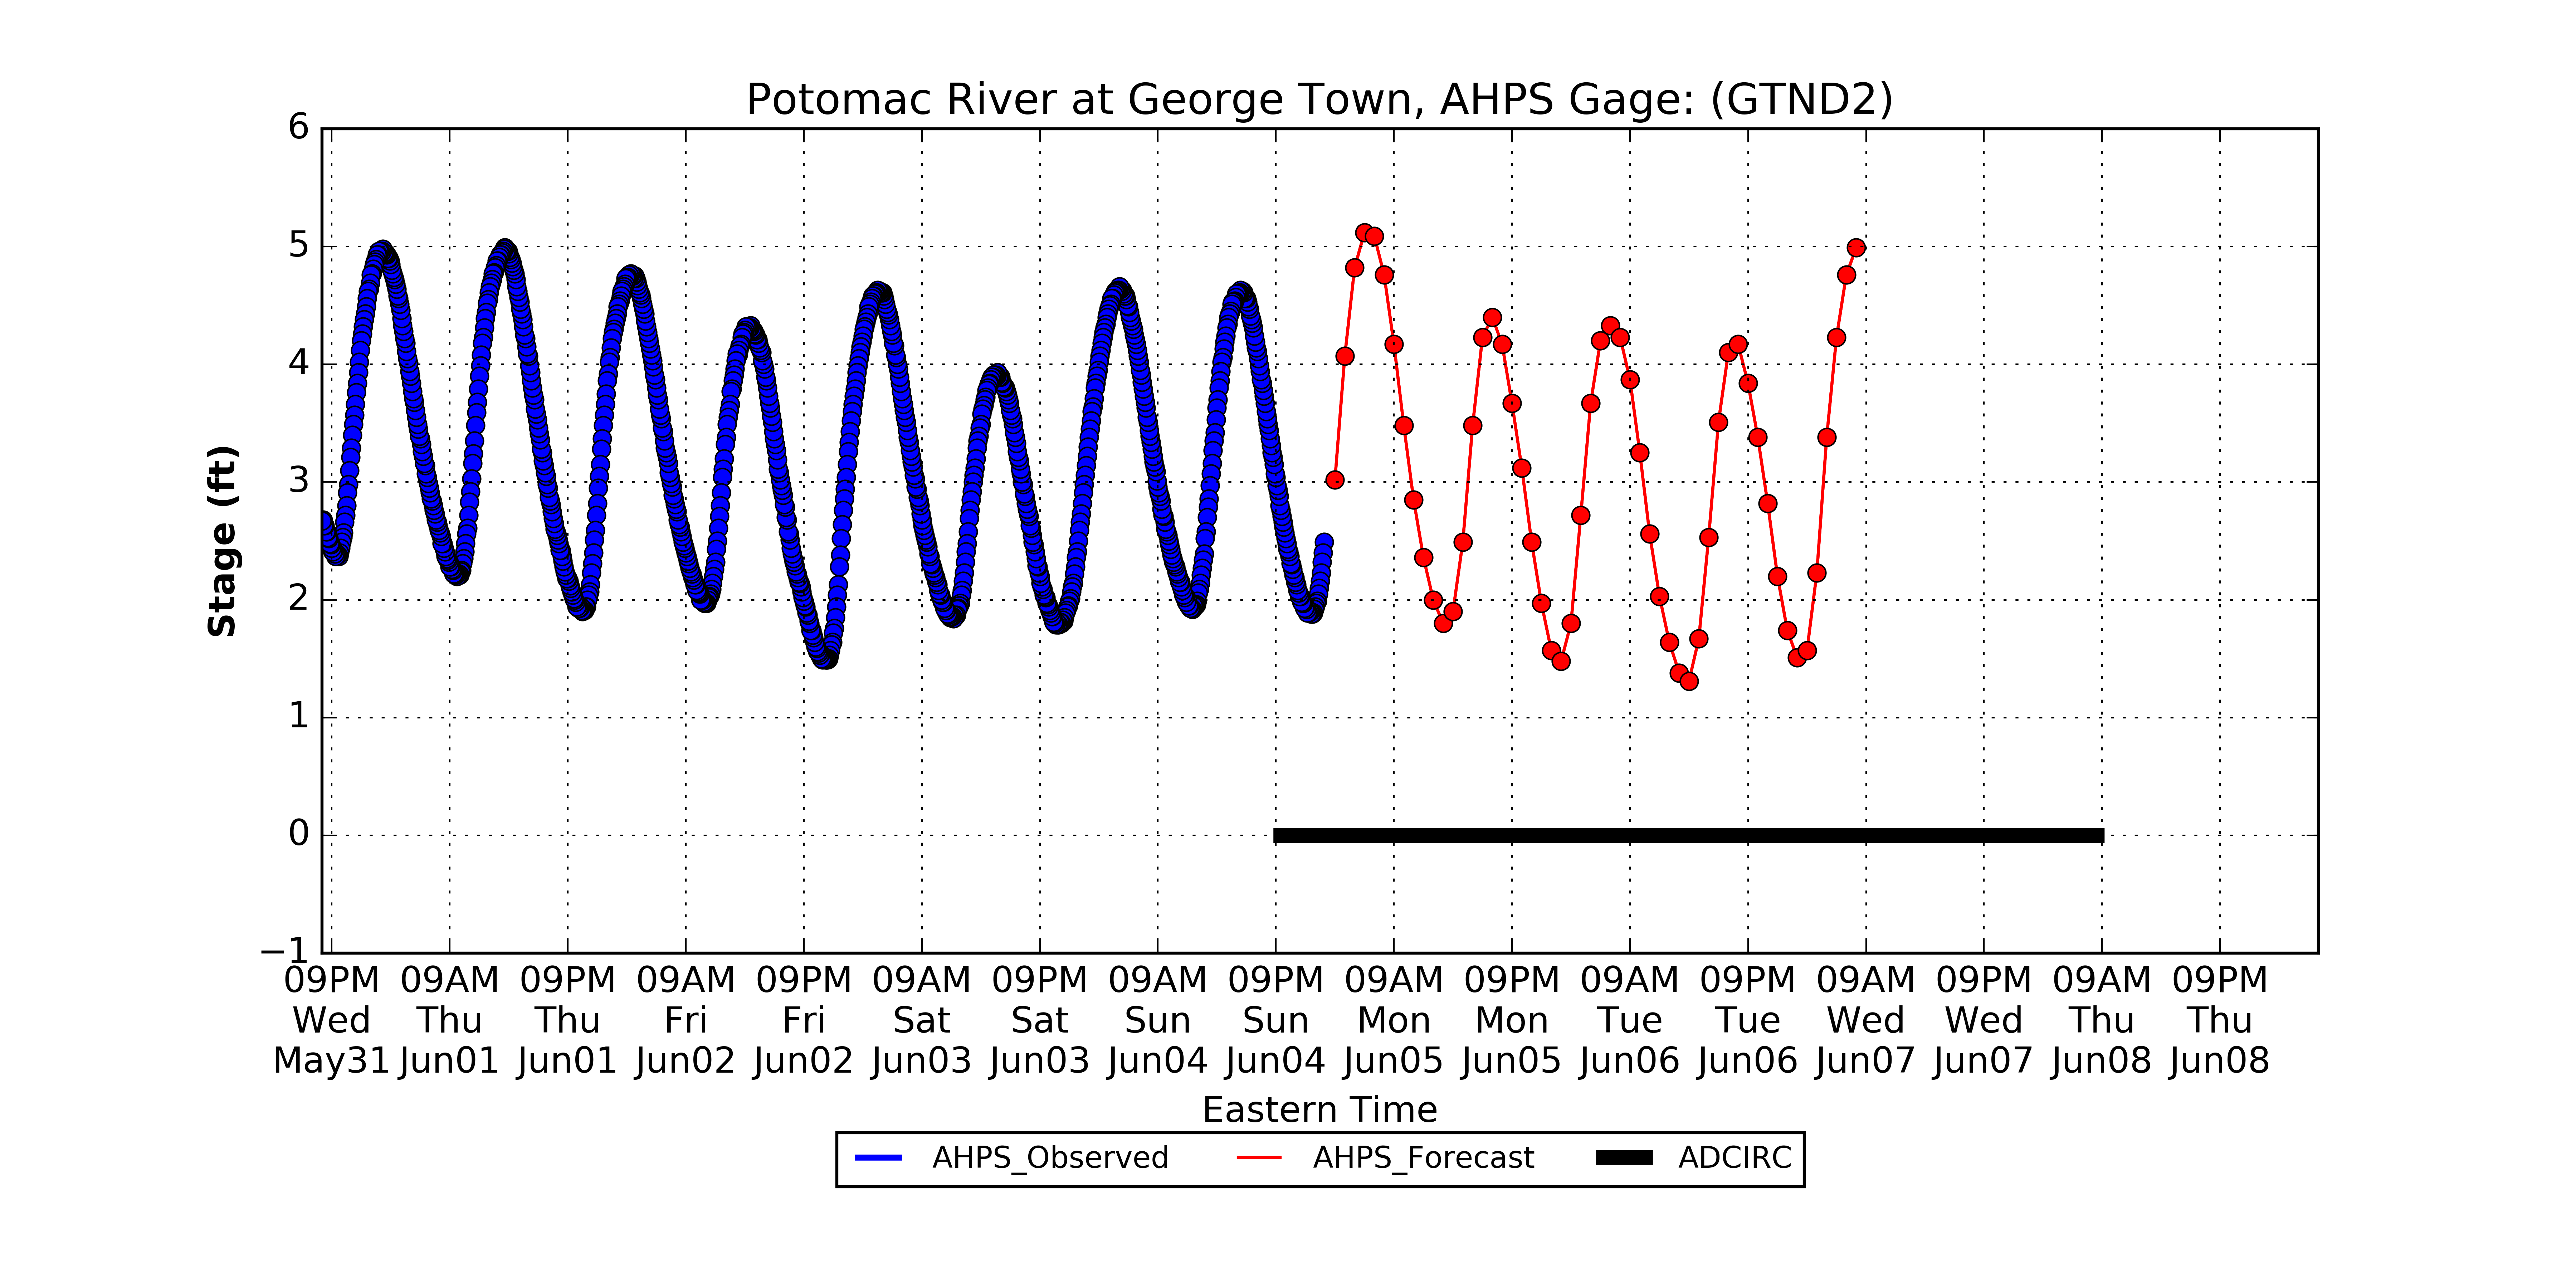 Potomac River at George Town, AHPS Gage: (GTND2)
6
5
4
3
2
1
0
−1
Stage (ft)
09PM 09AM 09PM 09AM 09PM 09AM 09PM 09AM 09PM 09AM 09PM 09AM 09PM 09AM 09PM 09AM 09PM
Wed Thu Thu Fri Fri Sat Sat Sun Sun Mon Mon Tue Tue Wed Wed Thu Thu
May31 Jun01 Jun01 Jun02 Jun02 Jun03 Jun03 Jun04 Jun04 Jun05 Jun05 Jun06 Jun06 Jun07 Jun07 Jun08 Jun08
Eastern Time
AHPS_Observed AHPS_Forecast ADCIRC